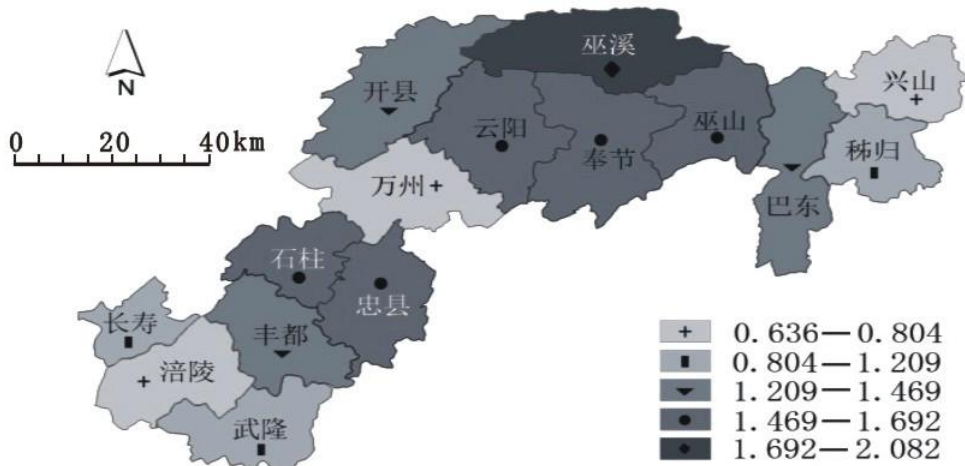 巫溪
兴山
开县
N
云阳
巫山
奉节
秭归
0 20 40km
万州
巴东
石柱
忠县
长寿
丰都
涪陵
武隆
0.636—0.804
0.804—1.209
1.209—1.469
1.469—1.692
1.692—2.082